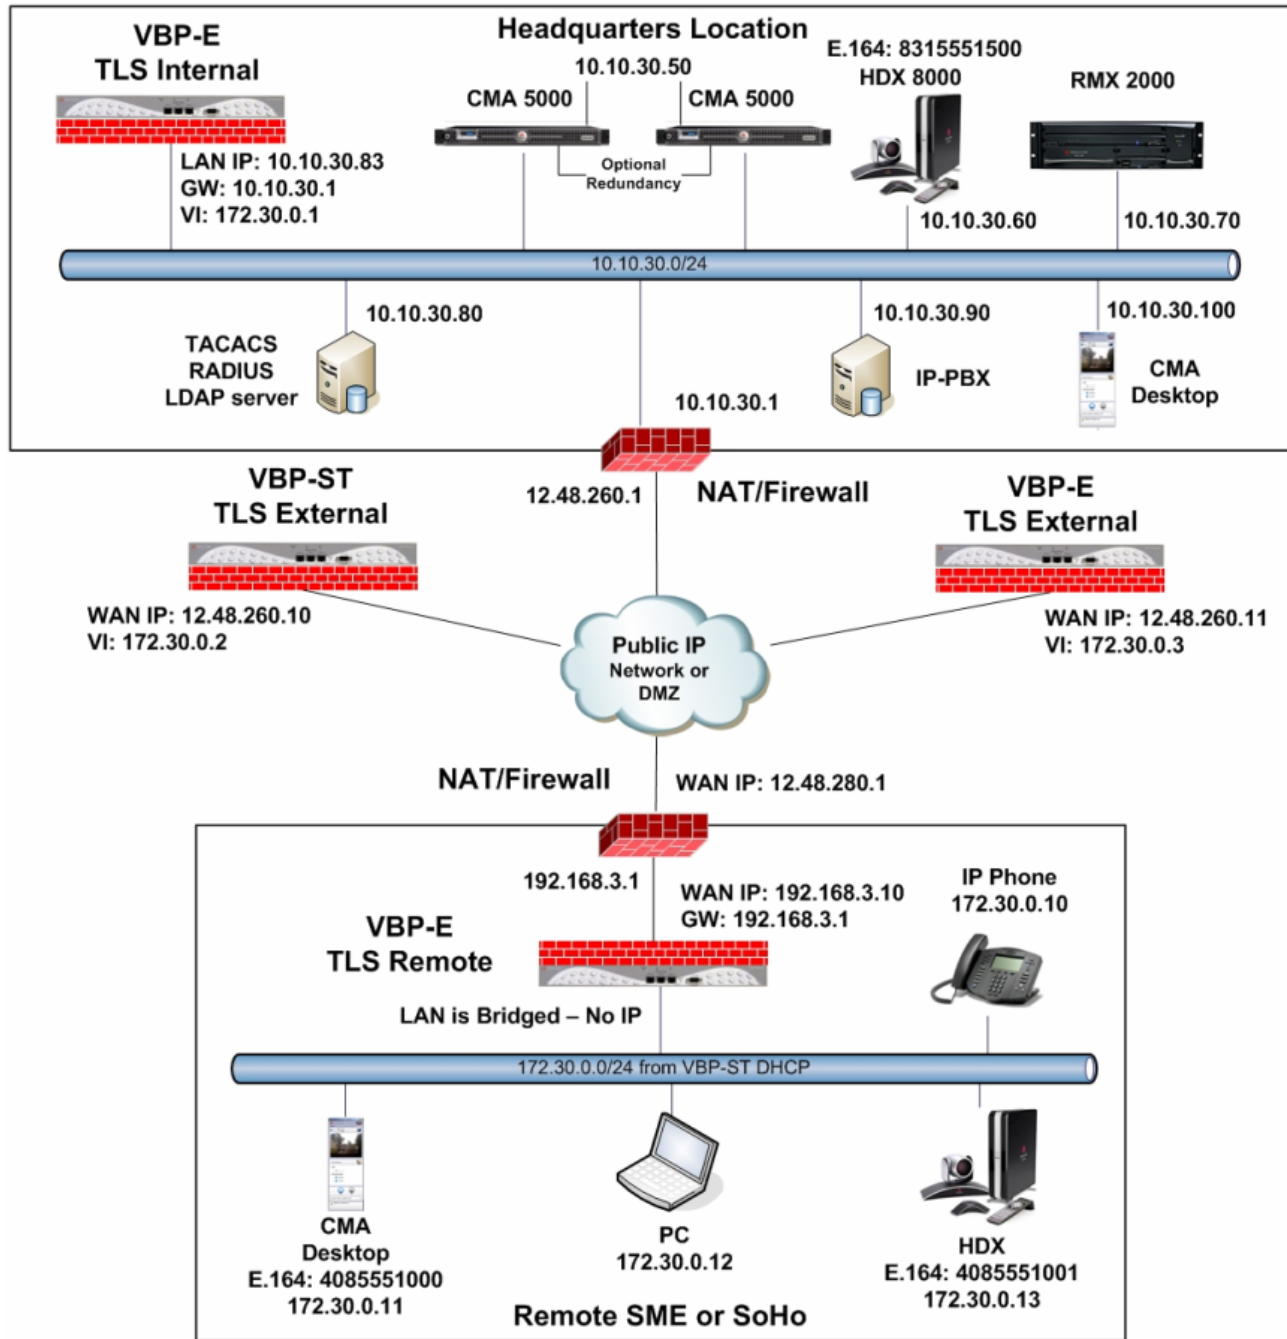 Headquarters Location
VBP-E
TLS Internal
LAN IP: 10.10.30.83
GW: 10.10.30.1
VI: 172.30.0.1
10.10.30.50
CMA 5000
CMA 5000
Optional
Redundancy
E.164: 8315551500
HDX 8000
10.10.30.60
RMX 2000
10.10.30.70
10.10.30.0/24
10.10.30.80
TACACS
RADIUS
LDAP server
10.10.30.1
10.10.30.90
IP-PBX
10.10.30.100
CMA
Desktop
12.48.260.1
NAT/Firewall
VBP-ST
TLS External
WAN IP: 12.48.260.10
VI: 172.30.0.2
VBP-E
TLS External
WAN IP: 12.48.260.11
VI: 172.30.0.3
Public IP
Network or
DMZ
NAT/Firewall
WAN IP: 12.48.280.1
192.168.3.1
WAN IP: 192.168.3.10
GW: 192.168.3.1
VBP-E
TLS Remote
LAN is Bridged – No IP
IP Phone
172.30.0.10
172.30.0.0/24 from VBP-ST DHCP
CMA
Desktop
E.164: 4085551000
172.30.0.11
PC
172.30.0.12
HDX
E.164: 4085551001
172.30.0.13
Remote SME or SoHo